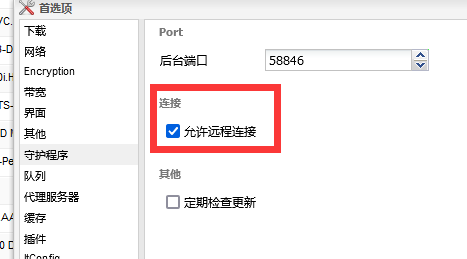 首选项
下载
网络
Encryption
带宽
界面
其他
守护程序
队列
代理服务器
缓存
插件
ltConfig
Port
后台端口
58846
连接
允许远程连接
其他
定期检查更新